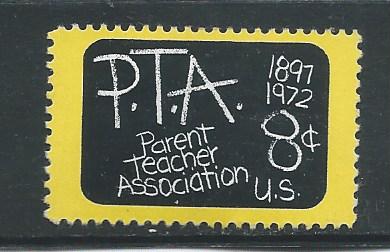 P.T.A.
1897
1972
8¢
Parent
Teacher
Association
U.S.